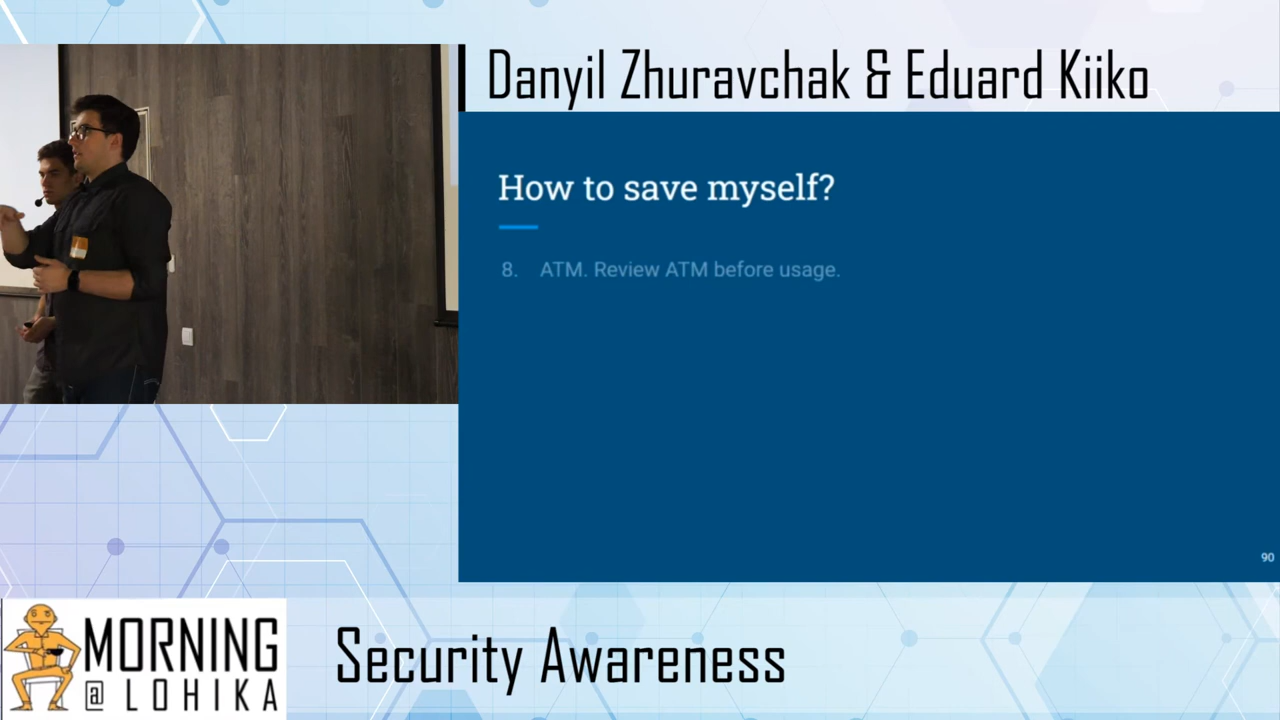 Danyil Zhuravchak & Eduard Kiiko
How to save myself?
8. ATM. Review ATM before usage.
90
MORNING
@ LOHIKA
Security Awareness